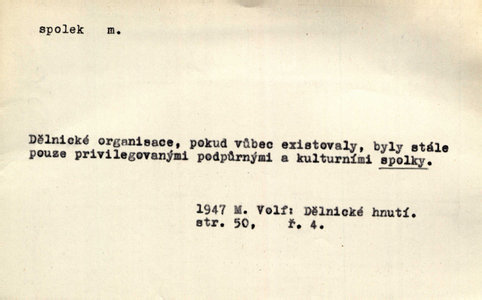 spolek m.
Dělnické organisace, pokud vůbec existovaly, byly stále
pouze privilegovanými podpůrnými a kulturními spolky.
1947 M. Volf: Dělnické hnutí.
str. 50, ř. 4.